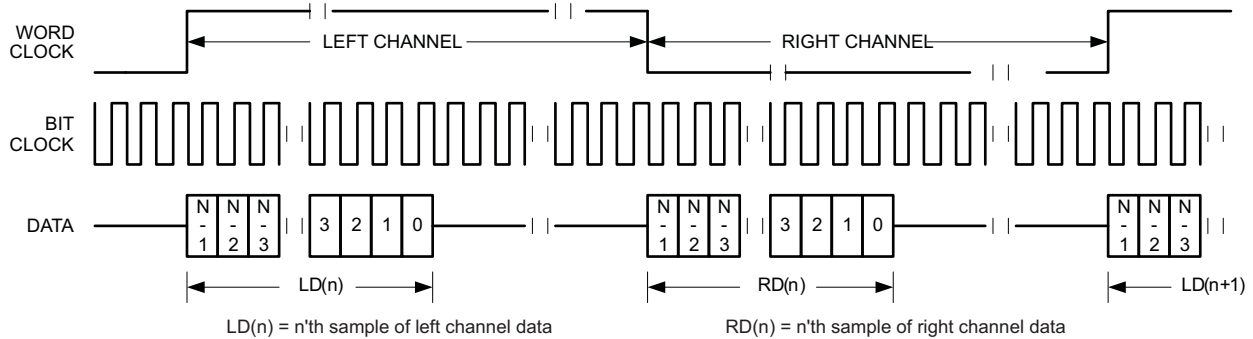 WORD
CLOCK
LEFT CHANNEL
RIGHT CHANNEL
BIT
CLOCK
DATA
N-1 N-2 N-3 3 2 1 0 N-1 N-2 N-3 3 2 1 0 N-1 N-2 N-3
LD(n) RD(n) LD(n+1)
LD(n) = n'th sample of left channel data RD(n) = n'th sample of right channel data